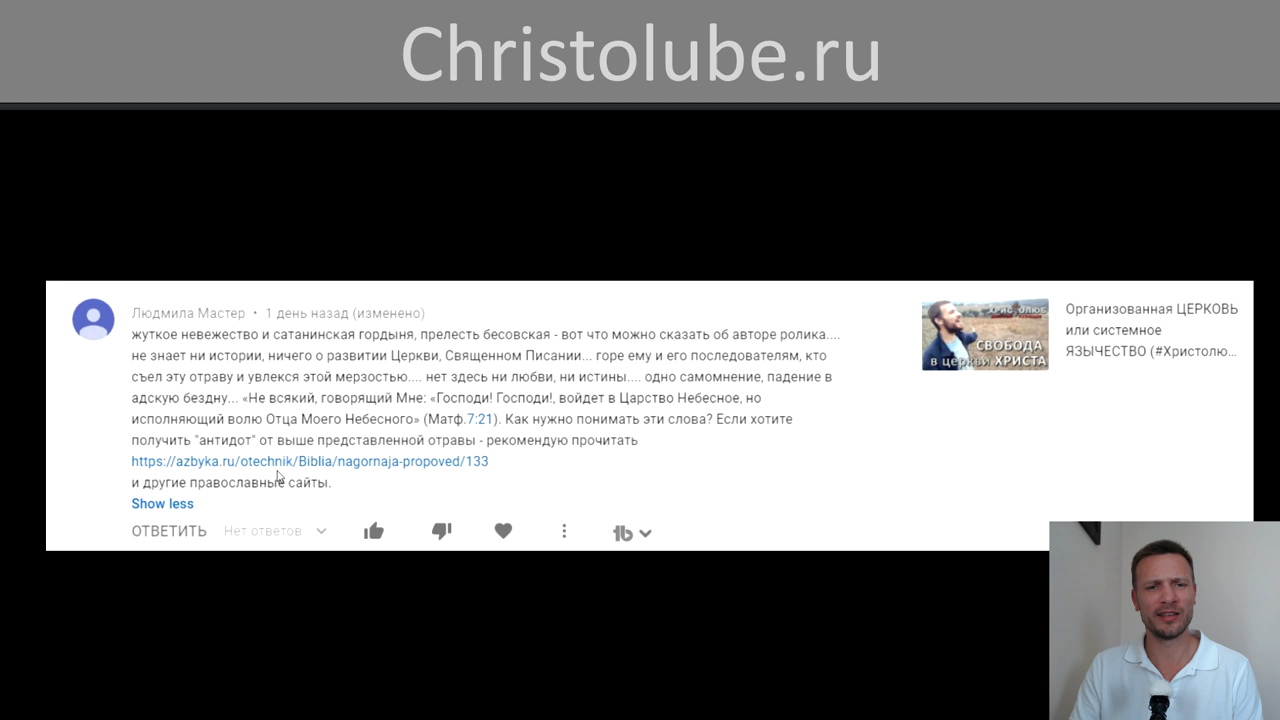 Christolube.ru
Людмила Мастер • 1 день назад (изменено)
жуткое невежество и сатанинская гордыня, прелесть бесовская - вот что можно сказать об авторе ролика....
не знает ни истории, ничего о развитии Церкви, Священном Писании... горе ему и его последователям, кто
съел эту отраву и увлекся этой мерзостью.... нет здесь ни любви, ни истины.... одно самомнение, падение в
адскую бездну... «Не всякий, говорящий Мне: «Господи! Господи!, войдет в Царство Небесное, но
исполняющий волю Отца Моего Небесного» (Матф.7:21). Как нужно понимать эти слова? Если хотите
получить "антидот" от выше представленной отравы - рекомендую прочитать
https://azbyka.ru/otechnik/Biblia/nagornaja-propoved/133
и другие православные сайты.
Show less
ОТВЕТИТЬ Нет ответов
СВОБОДА
в церкви ХРИСТА
Организованная ЦЕРКОВЬ
или системное
ЯЗЫЧЕСТВО (#Христолю...